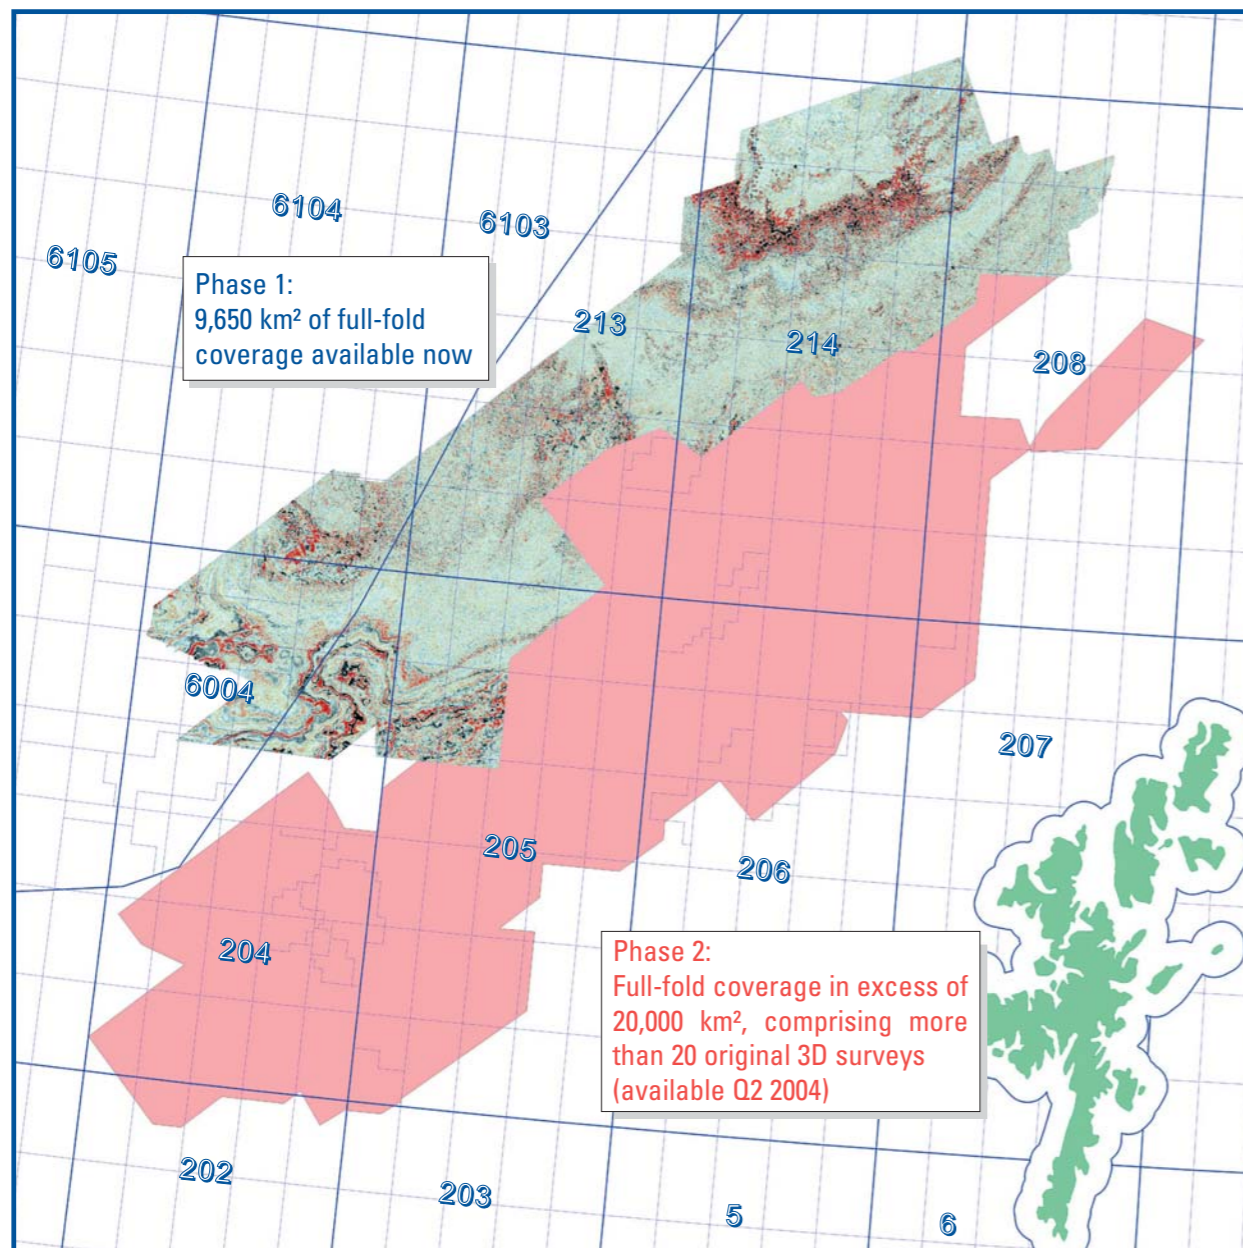 6104
6103
6105
Phase 1:
9,650 km² of full-fold
coverage available now
213
214
208
6004
207
205
206
204
Phase 2:
Full-fold coverage in excess of
20,000 km², comprising more
than 20 original 3D surveys
(available Q2 2004)
202
203
5
6